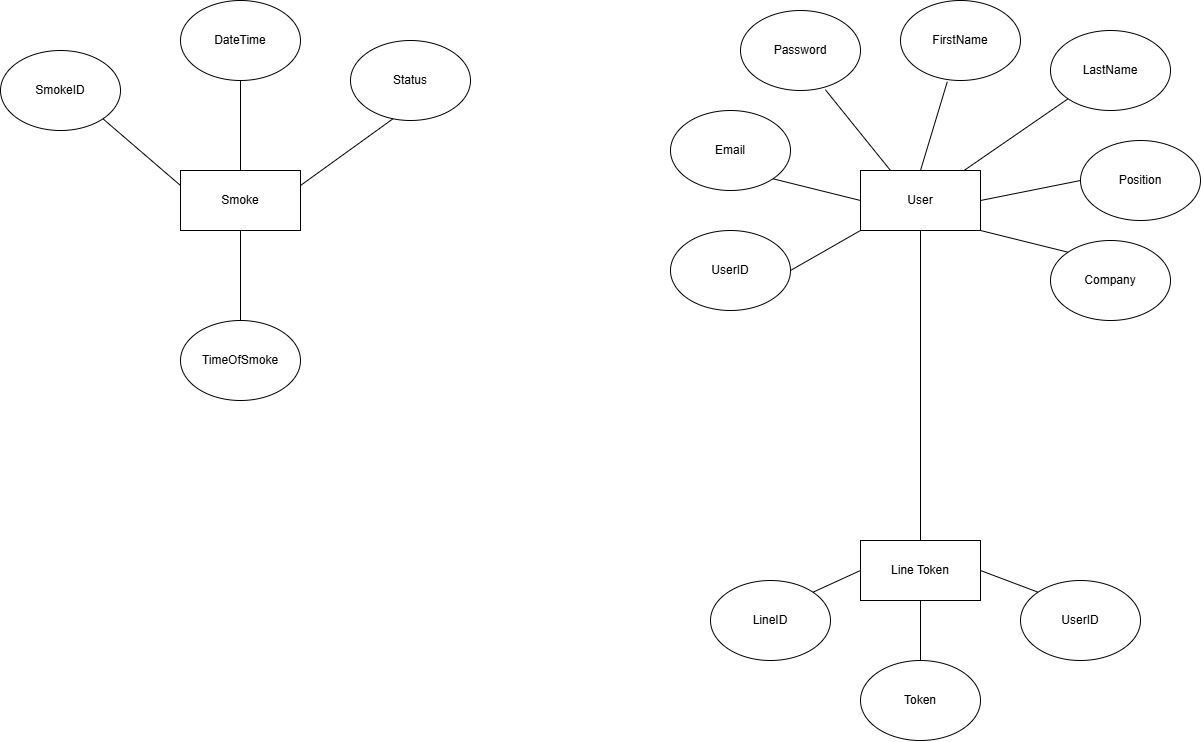 DateTime
SmokeID
Status
Smoke
TimeOfSmoke
Password
FirstName
LastName
Email
Position
User
UserID
Company
Line Token
LineID
UserID
Token